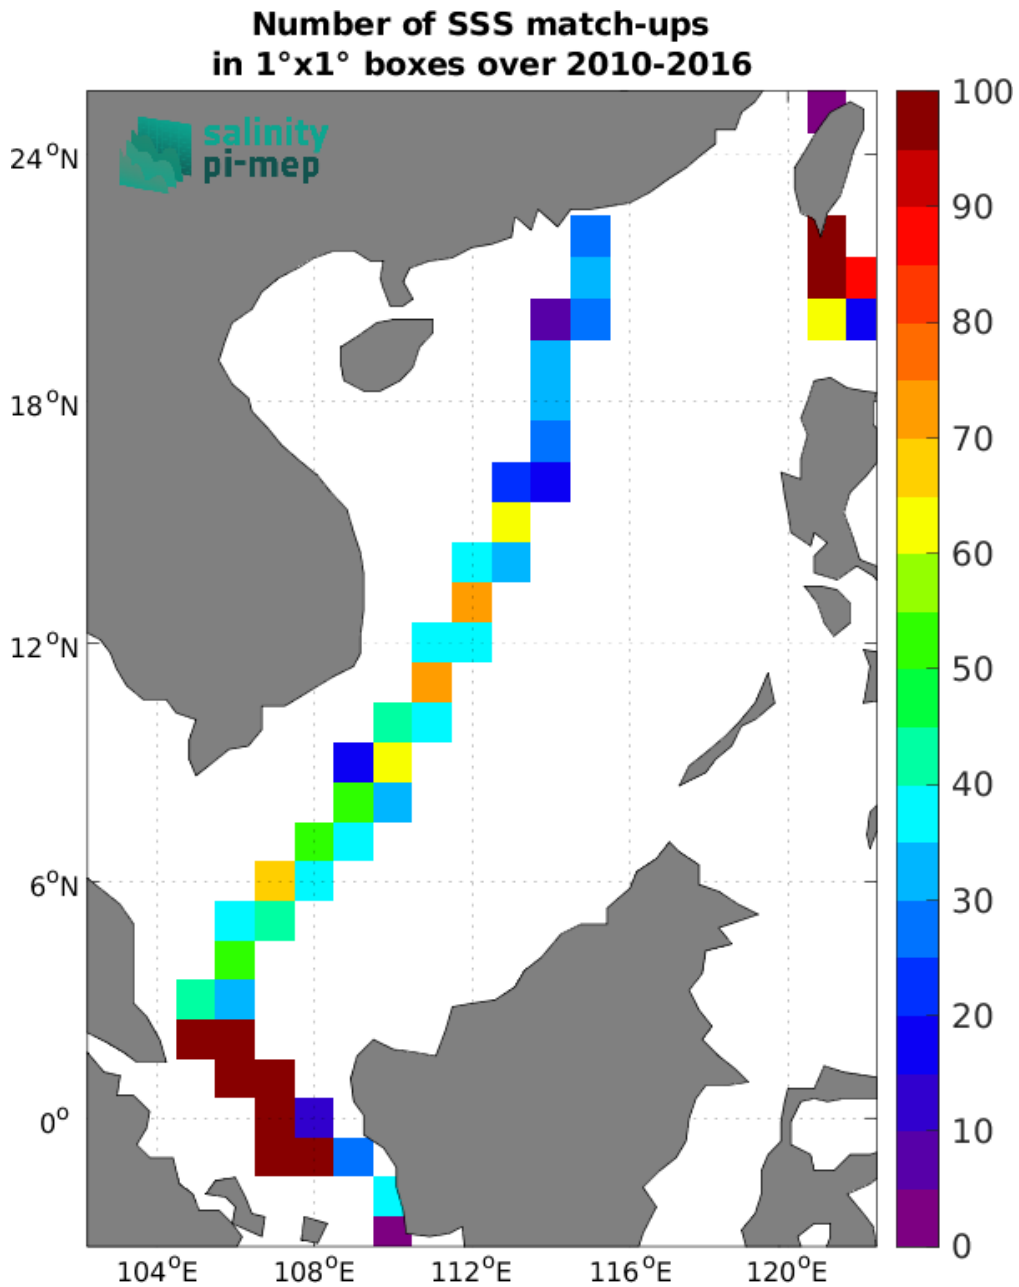 Number of SSS match-ups
in 1°x1° boxes over 2010-2016
salinity
pi-mep
24°N
18°N
12°N
6°N
0°
104°E 108°E 112°E 116°E 120°E
100
90
80
70
60
50
40
30
20
10
0